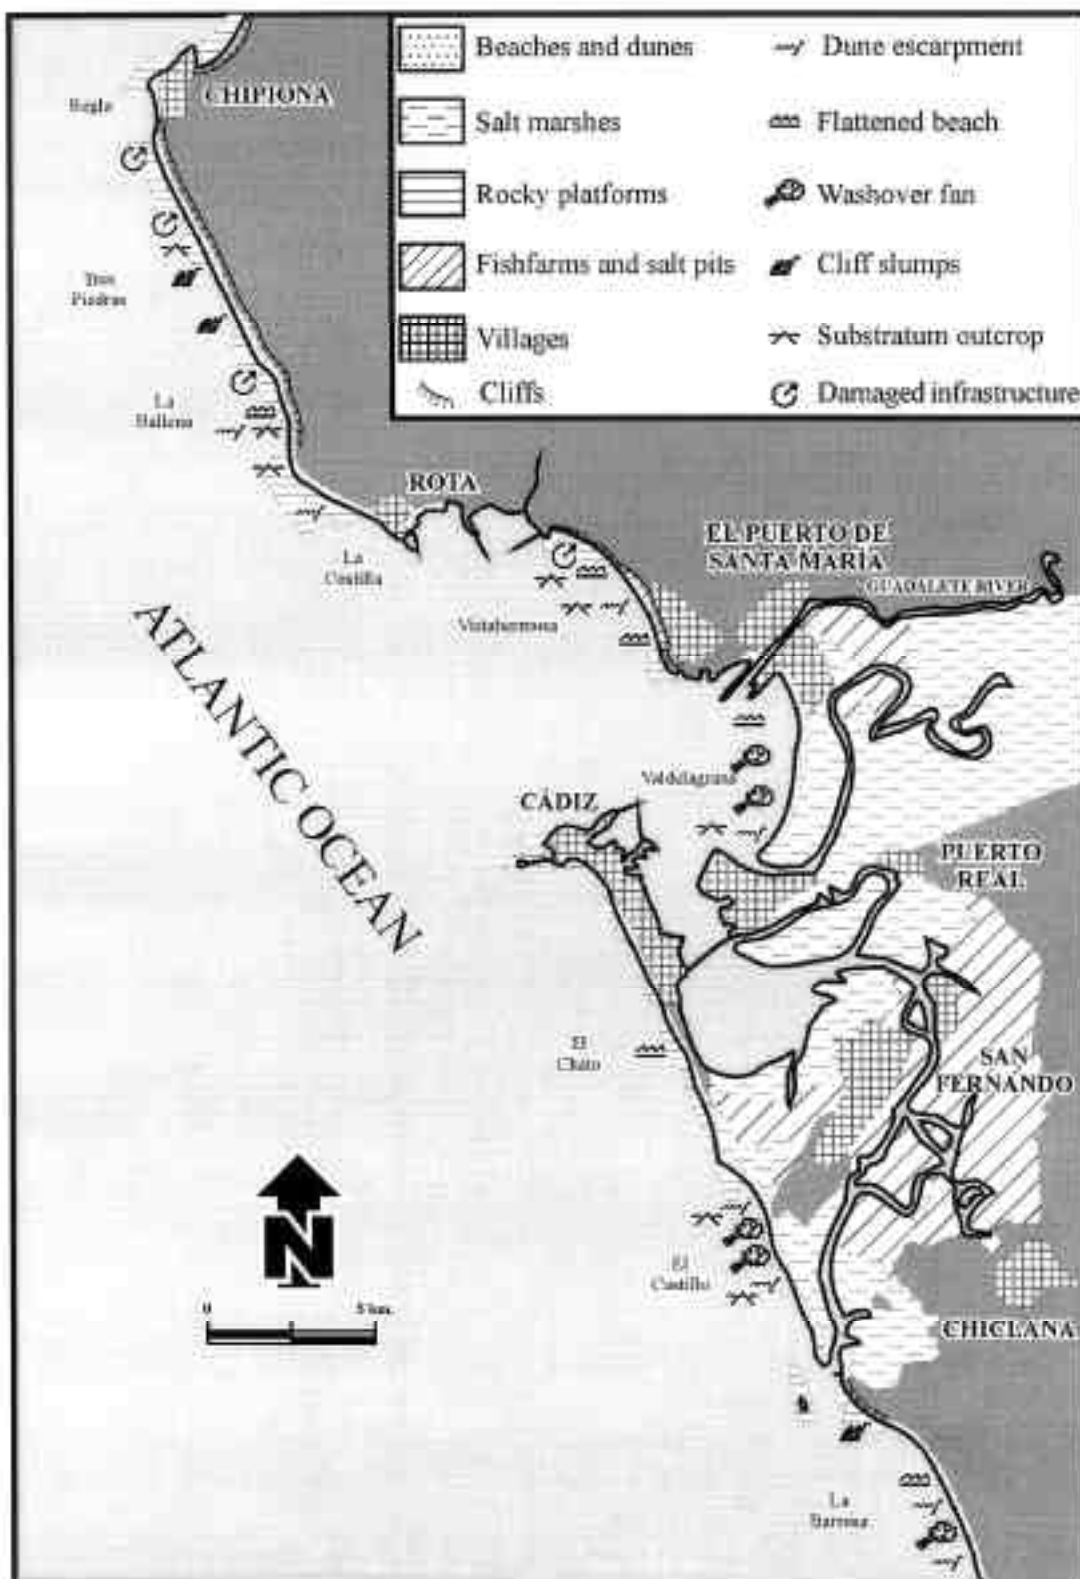 Beaches and dunes
Salt marshes
Rocky platforms
Fishfarms and salt pits
Villages
Cliffs
Dune escarpment
Flattened beach
Washover fan
Cliff slumps
Substratum outcrop
Damaged infrastructure
CHIPIONA
Regla
Tres
Piedras
La
Ballena
ROTA
La
Costilla
EL PUERTO DE
SANTA MARÍA
GUADALETE RIVER
Vistahermosa
ATLANTIC OCEAN
Valdelagrana
CÁDIZ
PUERTO
REAL
El
Chato
SAN
FERNANDO
N
0
5 km.
El
Castillo
CHICLANA
La
Barrosa